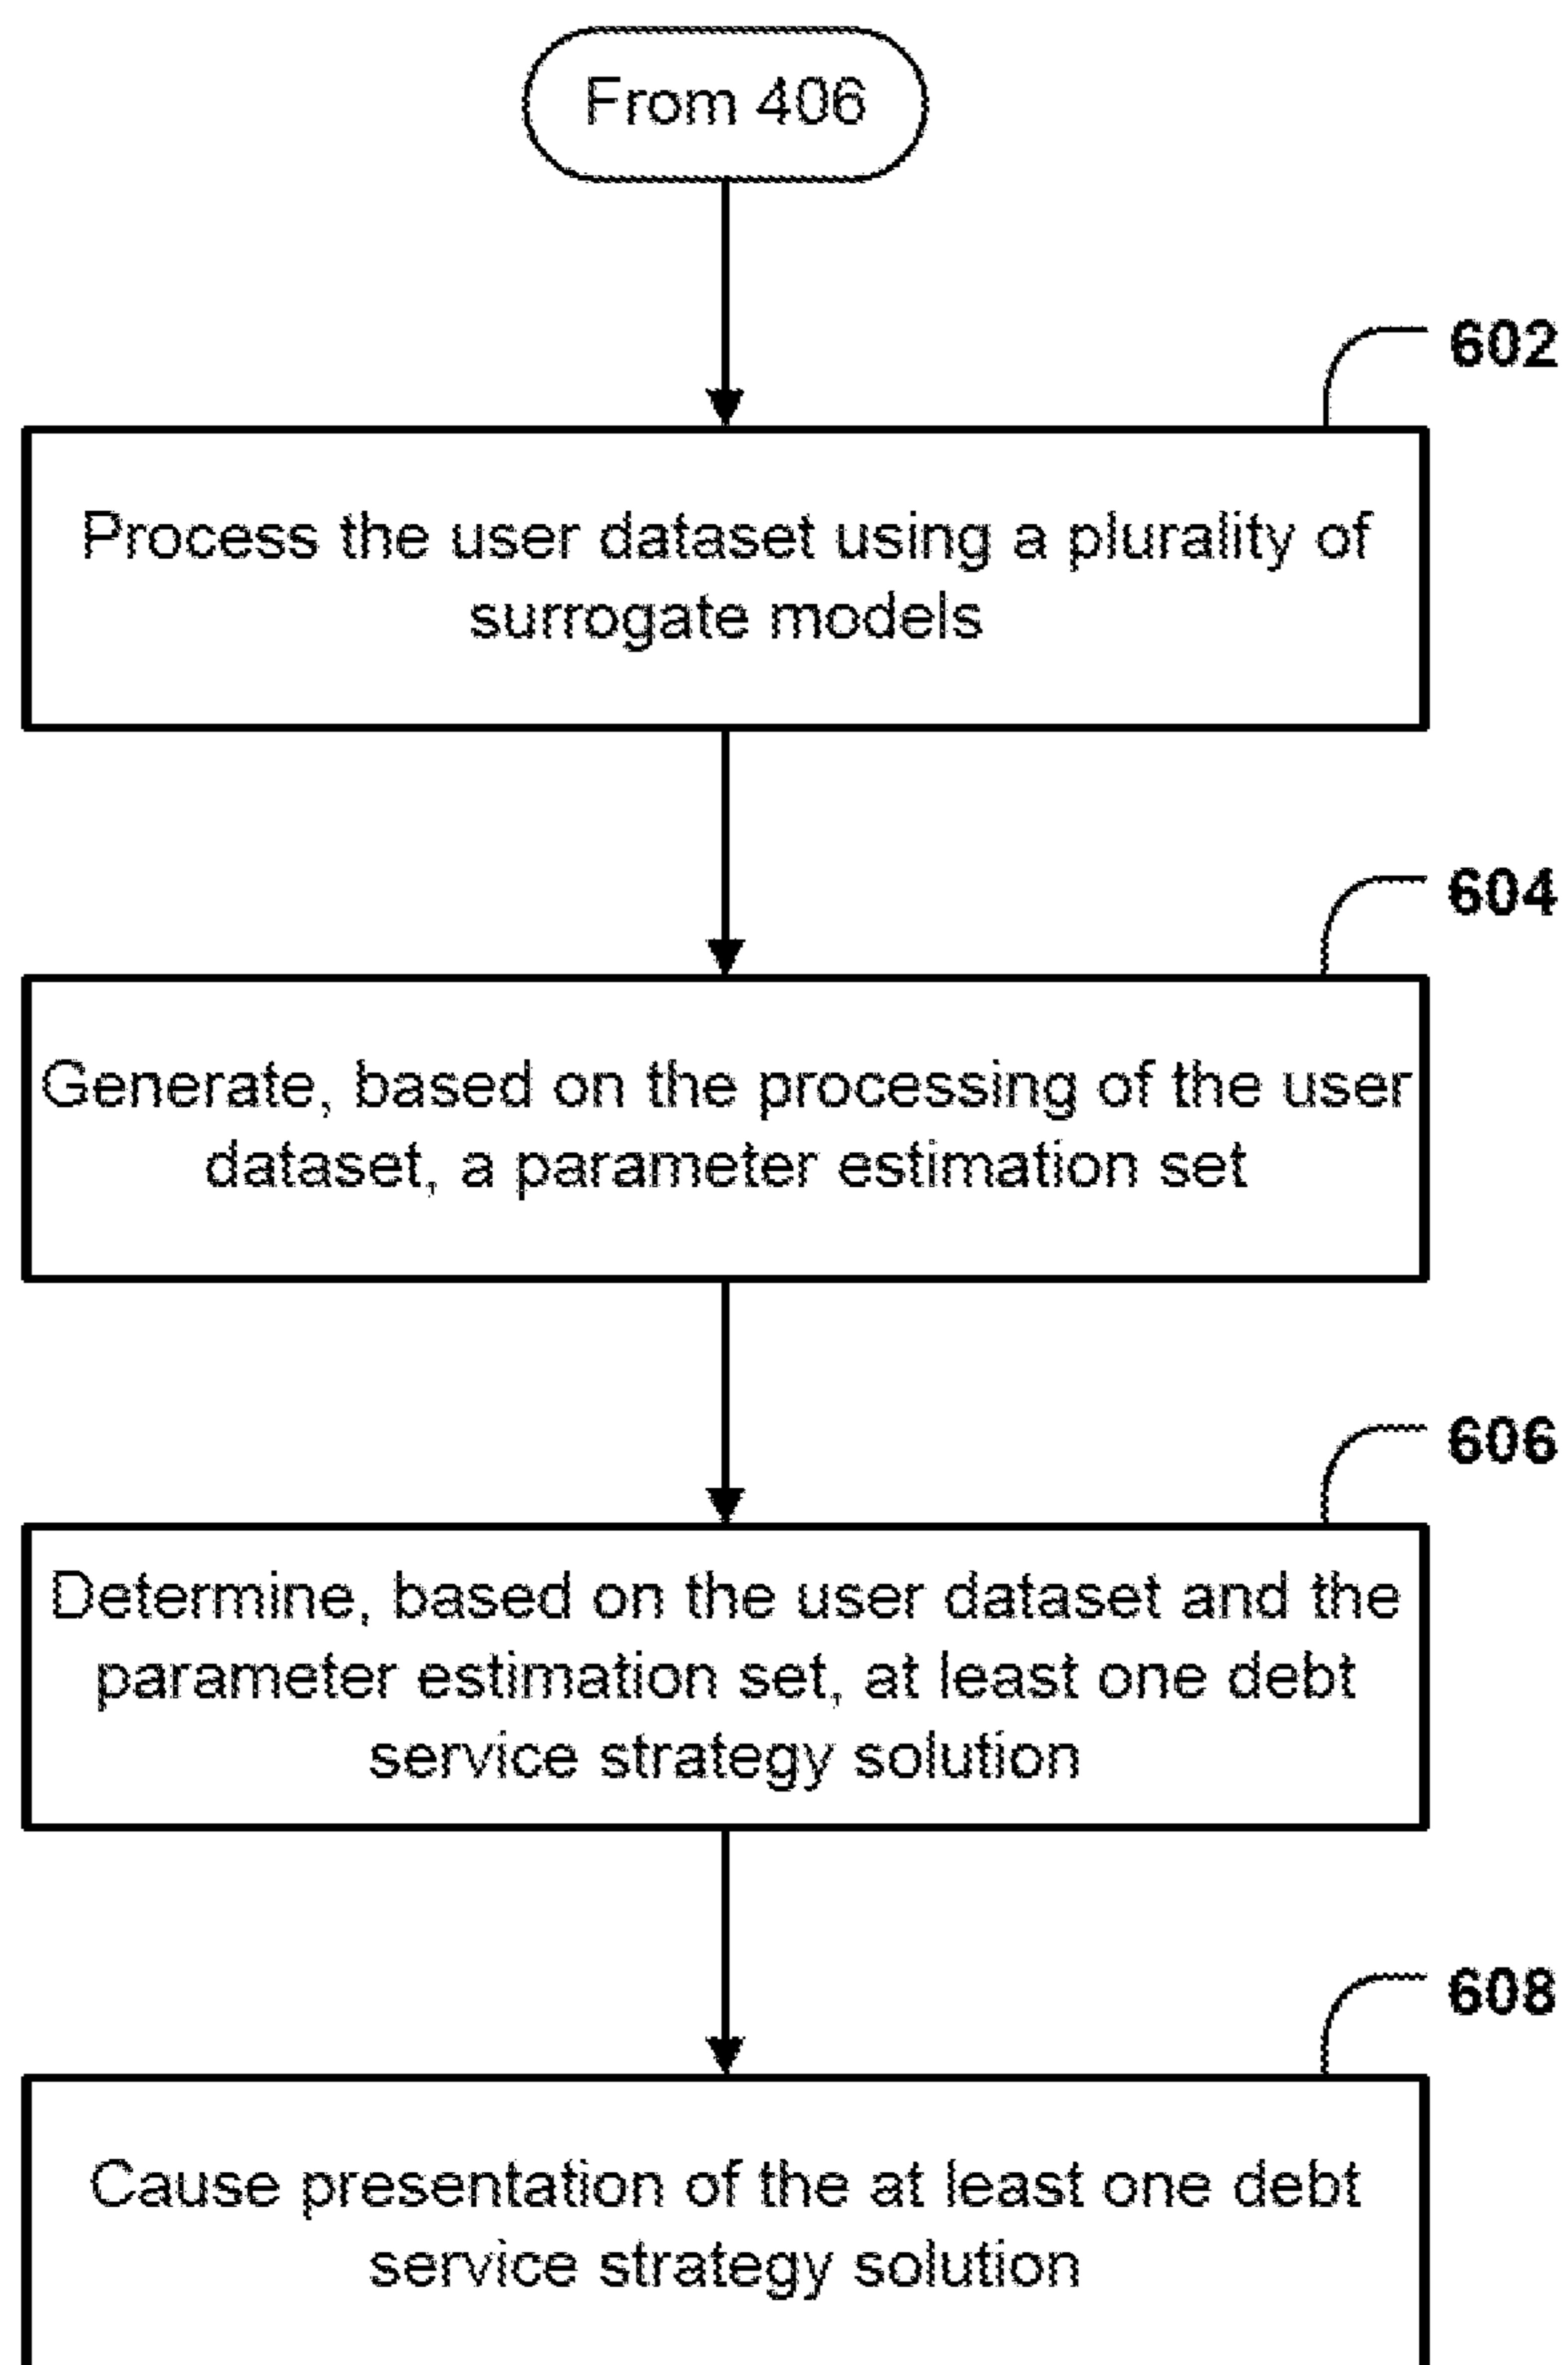 From 406
602
Process the user dataset using a plurality of
surrogate models
604
Generate, based on the processing of the user
dataset, a parameter estimation set
606
Determine, based on the user dataset and the
parameter estimation set, at least one debt
service strategy solution
608
Cause presentation of the at least one debt
service strategy solution